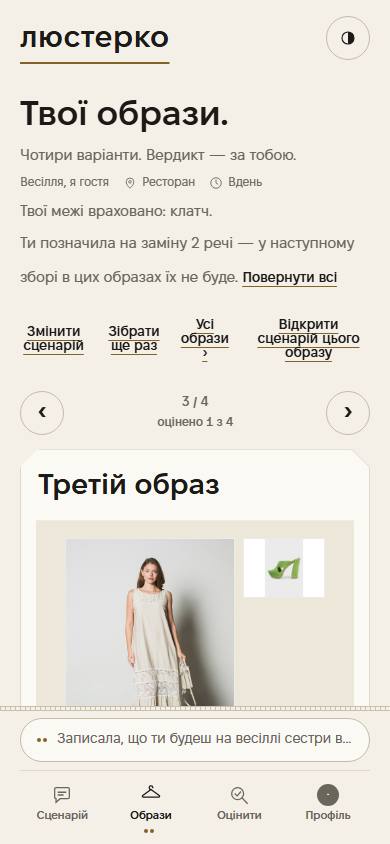 люстерко
Твої образи.
Чотири варіанти. Вердикт — за тобою.
Весілля, я гостя Ресторан Вдень
Твої межі враховано: клатч.
Ти позначила на заміну 2 речі — у наступному
зборі в цих образах їх не буде. Повернути всі
Змінити
сценарій
Зібрати
ще раз
Усі
образи
›
Відкрити
сценарій цього
образу
‹
3 / 4
оцінено 1 з 4
›
Третій образ
Записала, що ти будеш на весіллі сестри в...
Сценарій Образи Оцінити Профіль